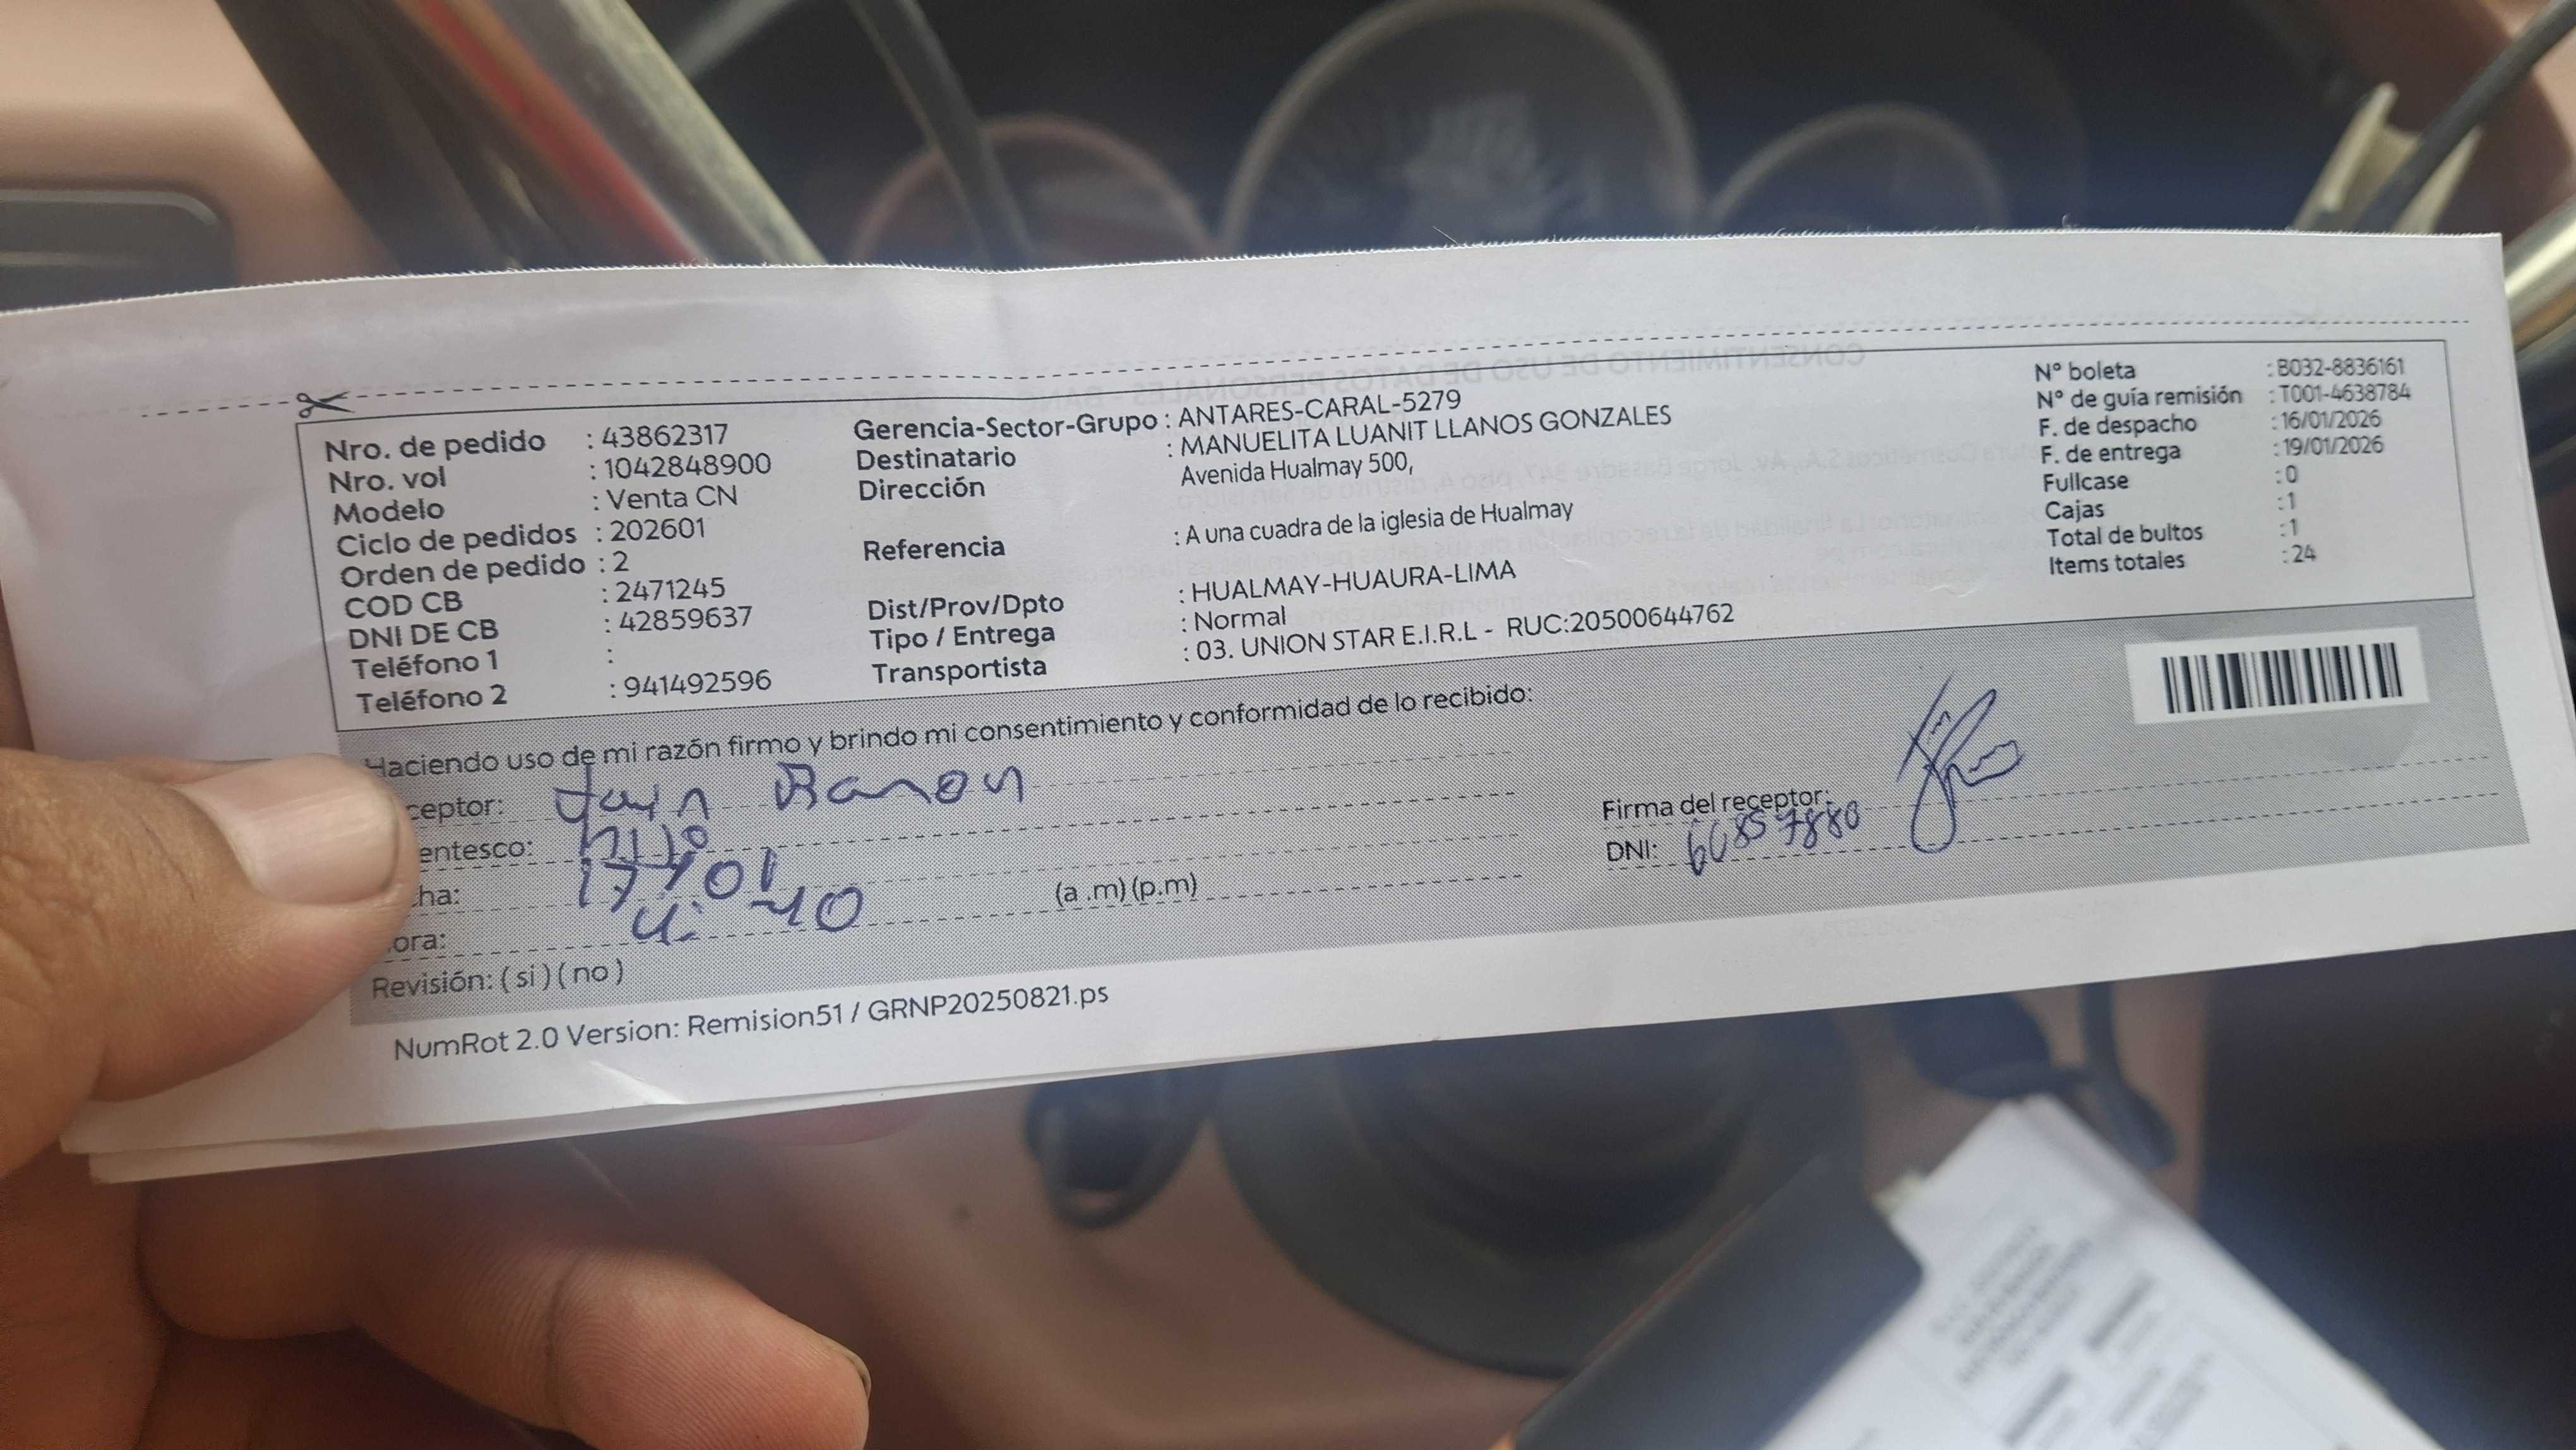 Nro. de pedido : 43862317
Nro. vol : 1042848900
Modelo : Venta CN
Ciclo de pedidos : 202601
Orden de pedido : 2
COD CB : 2471245
DNI DE CB : 42859637
Teléfono 1 :
Teléfono 2 : 941492596
Gerencia-Sector-Grupo : ANTARES-CARAL-5279
Destinatario : MANUELITA LUANIT LLANOS GONZALES
Dirección Avenida Hualmay 500,
Referencia : A una cuadra de la iglesia de Hualmay
Dist/Prov/Dpto : HUALMAY-HUAURA-LIMA
Tipo / Entrega : Normal
Transportista : 03. UNION STAR E.I.R.L - RUC:20500644762
N° boleta : B032-8836161
N° de guía remisión : T001-4638784
F. de despacho : 16/01/2026
F. de entrega : 19/01/2026
Fullcase : 0
Cajas : 1
Total de bultos : 1
Items totales : 24
Haciendo uso de mi razón firmo y brindo mi consentimiento y conformidad de lo recibido:
ceptor:
entesco: hijo
cha: 17/01
ora: 4: 40 (a .m) (p.m)
Revisión: ( si ) ( no )
Firma del receptor:
DNI: 60857880
NumRot 2.0 Version: Remision51 / GRNP20250821.ps